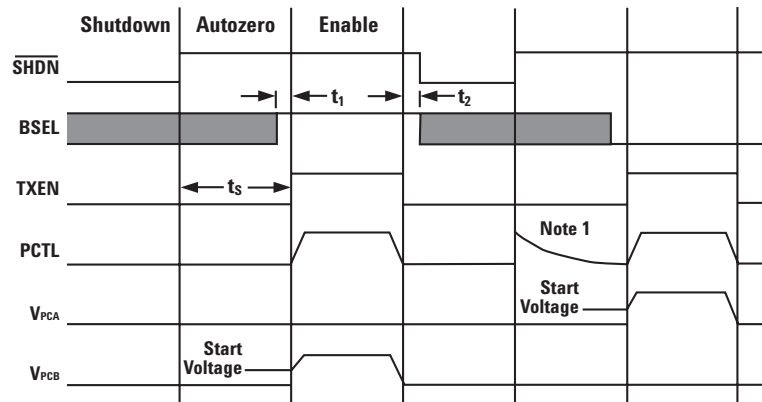 Shutdown Autozero Enable
SHDN
t1 t2
BSEL
TXEN tS
PCTL Note 1
Start
Voltage
VPCA
Start
Voltage
VPCB